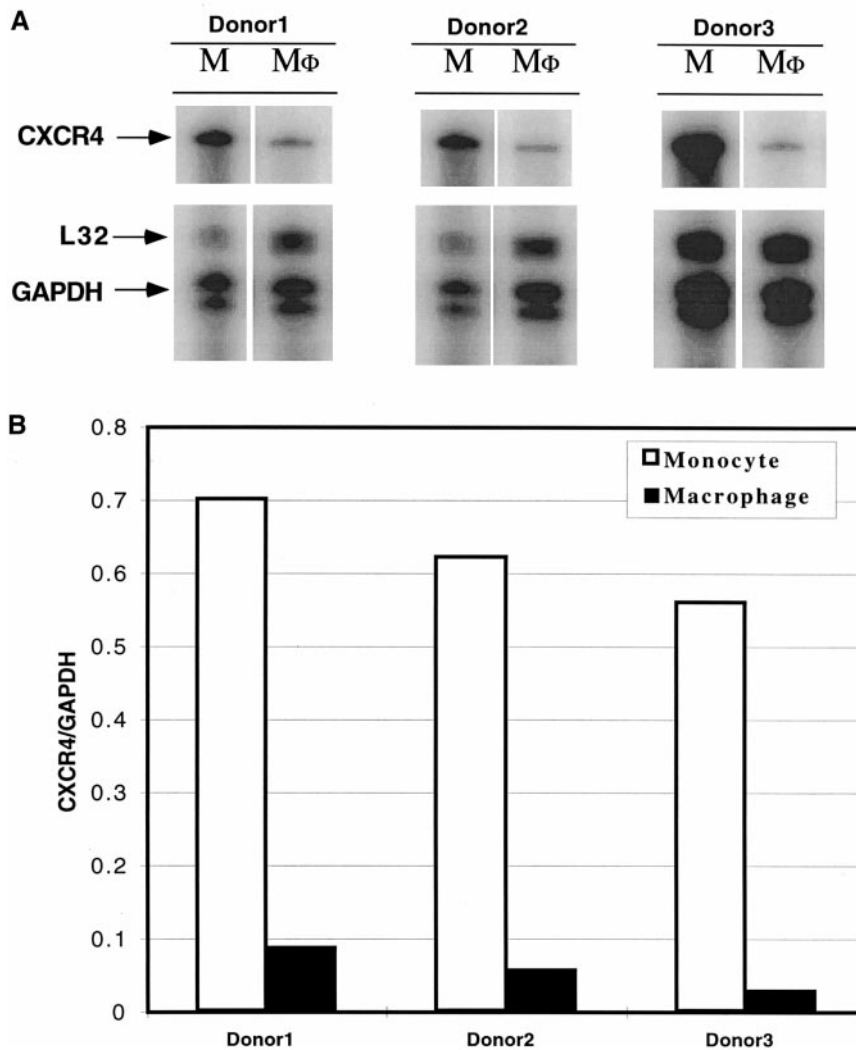 A
Donor1 Donor2 Donor3
M MΦ M MΦ M MΦ
CXCR4
L32
GAPDH
B
0.8
0.7
0.6
0.5
0.4
0.3
0.2
0.1
0
CXCR4/GAPDH
Monocyte
Macrophage
Donor1 Donor2 Donor3